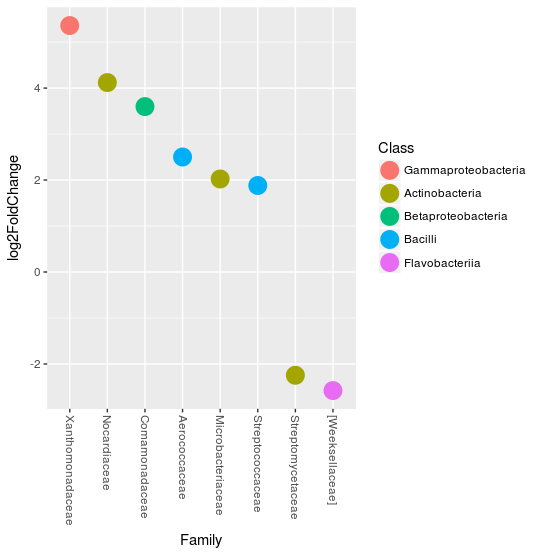 log2FoldChange
4
2
0
-2
Xanthomonadaceae
Nocardiaceae
Comamonadaceae
Aerococcaceae
Microbacteriaceae
Streptococcaceae
Streptomycetaceae
[Weeksellaceae]
Family
Class
Gammaproteobacteria
Actinobacteria
Betaproteobacteria
Bacilli
Flavobacteriia